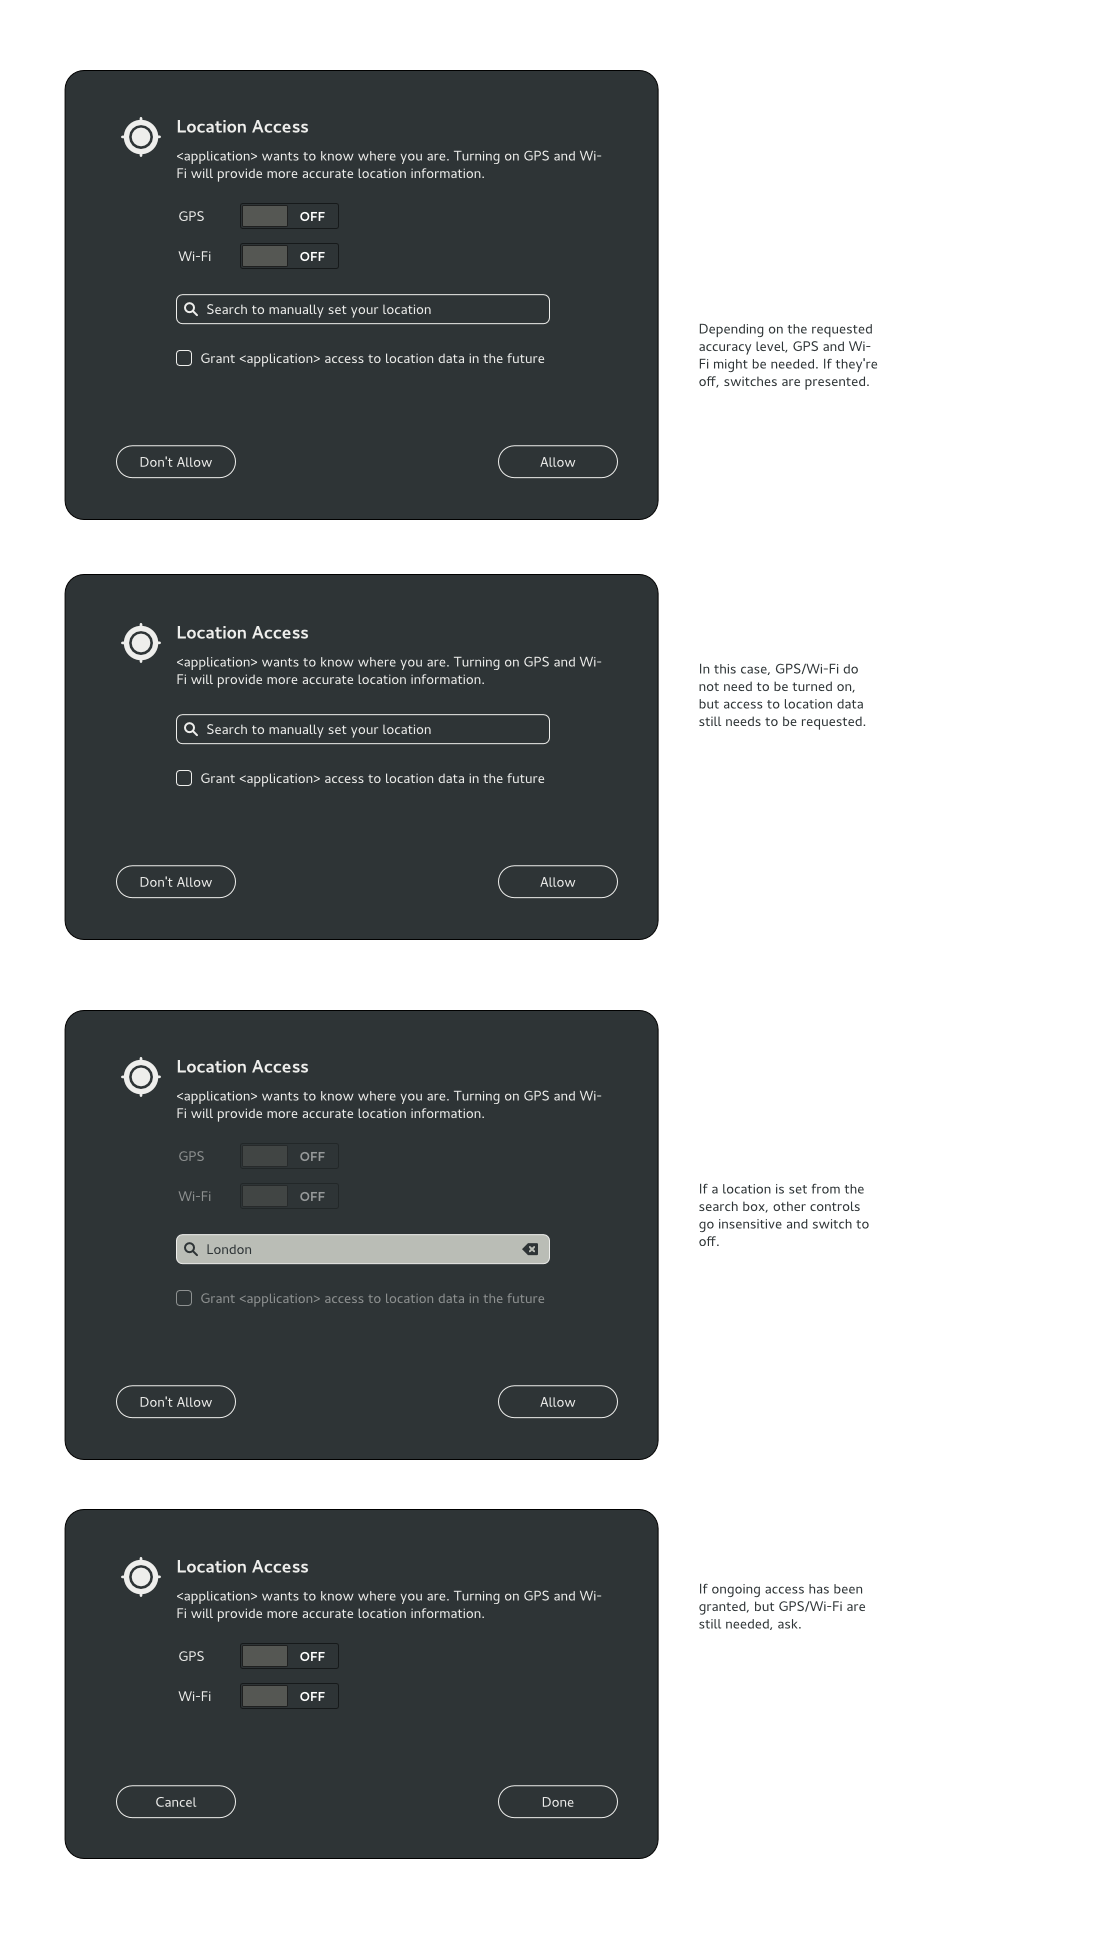 Location Access
<application> wants to know where you are. Turning on GPS and Wi-
Fi will provide more accurate location information.
GPS OFF
Wi-Fi OFF
Search to manually set your location
Grant <application> access to location data in the future
Don't Allow Allow
Depending on the requested
accuracy level, GPS and Wi-
Fi might be needed. If they're
off, switches are presented.
Location Access
<application> wants to know where you are. Turning on GPS and Wi-
Fi will provide more accurate location information.
Search to manually set your location
Grant <application> access to location data in the future
Don't Allow Allow
In this case, GPS/Wi-Fi do
not need to be turned on,
but access to location data
still needs to be requested.
Location Access
<application> wants to know where you are. Turning on GPS and Wi-
Fi will provide more accurate location information.
GPS OFF
Wi-Fi OFF
London
Grant <application> access to location data in the future
Don't Allow Allow
If a location is set from the
search box, other controls
go insensitive and switch to
off.
Location Access
<application> wants to know where you are. Turning on GPS and Wi-
Fi will provide more accurate location information.
GPS OFF
Wi-Fi OFF
Cancel Done
If ongoing access has been
granted, but GPS/Wi-Fi are
still needed, ask.